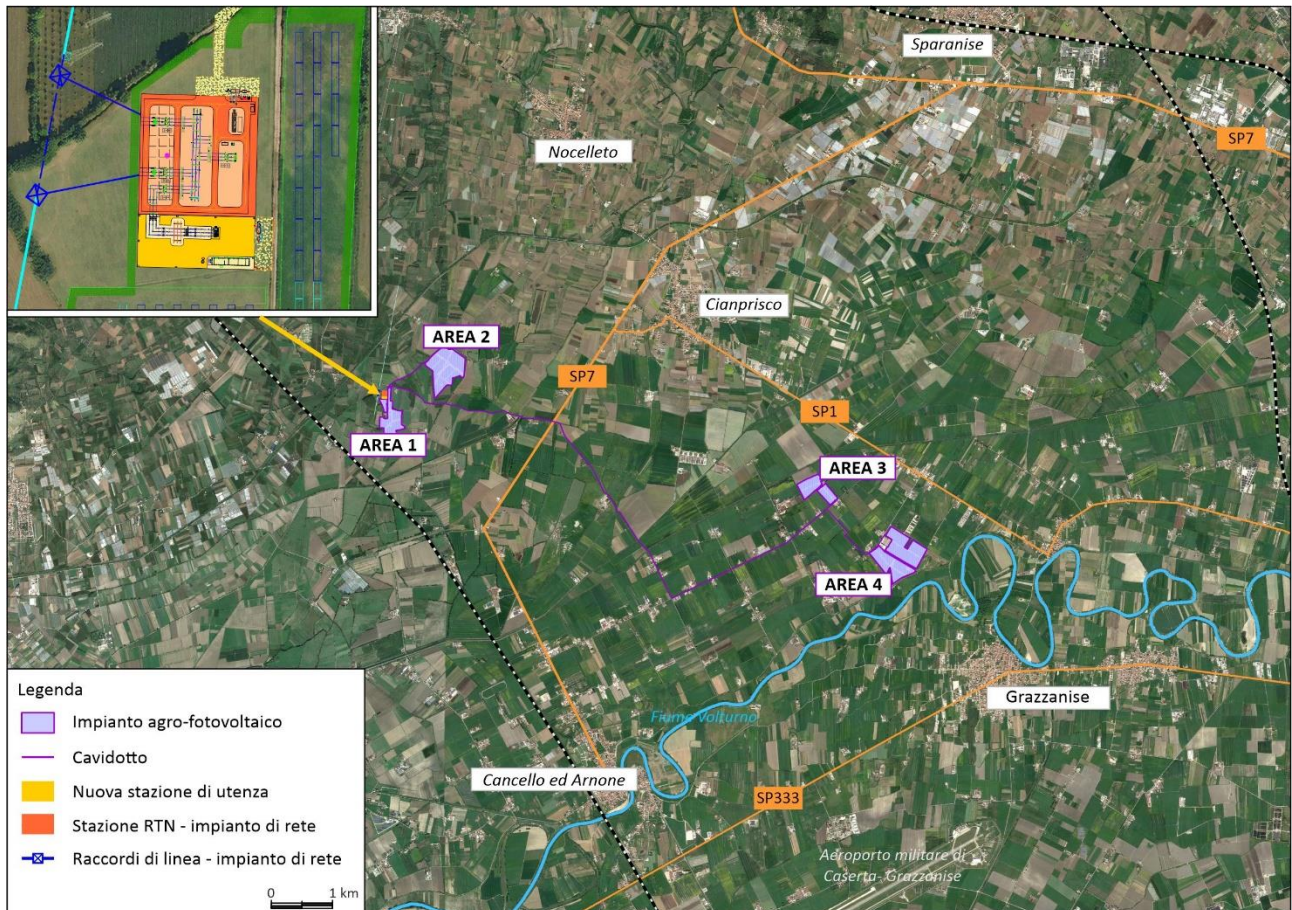 Sparanise
SP7
Nocelleto
Cianprisco
AREA 2
SP7
SP1
AREA 1
AREA 3
AREA 4
Grazzanise
Fiume Volturno
Cancello ed Arnone
SP333
Aeroporto militare di
Caserta- Grazzanise
Legenda
Impianto agro-fotovoltaico
Cavidotto
Nuova stazione di utenza
Stazione RTN - impianto di rete
Raccordi di linea - impianto di rete
0 1 km